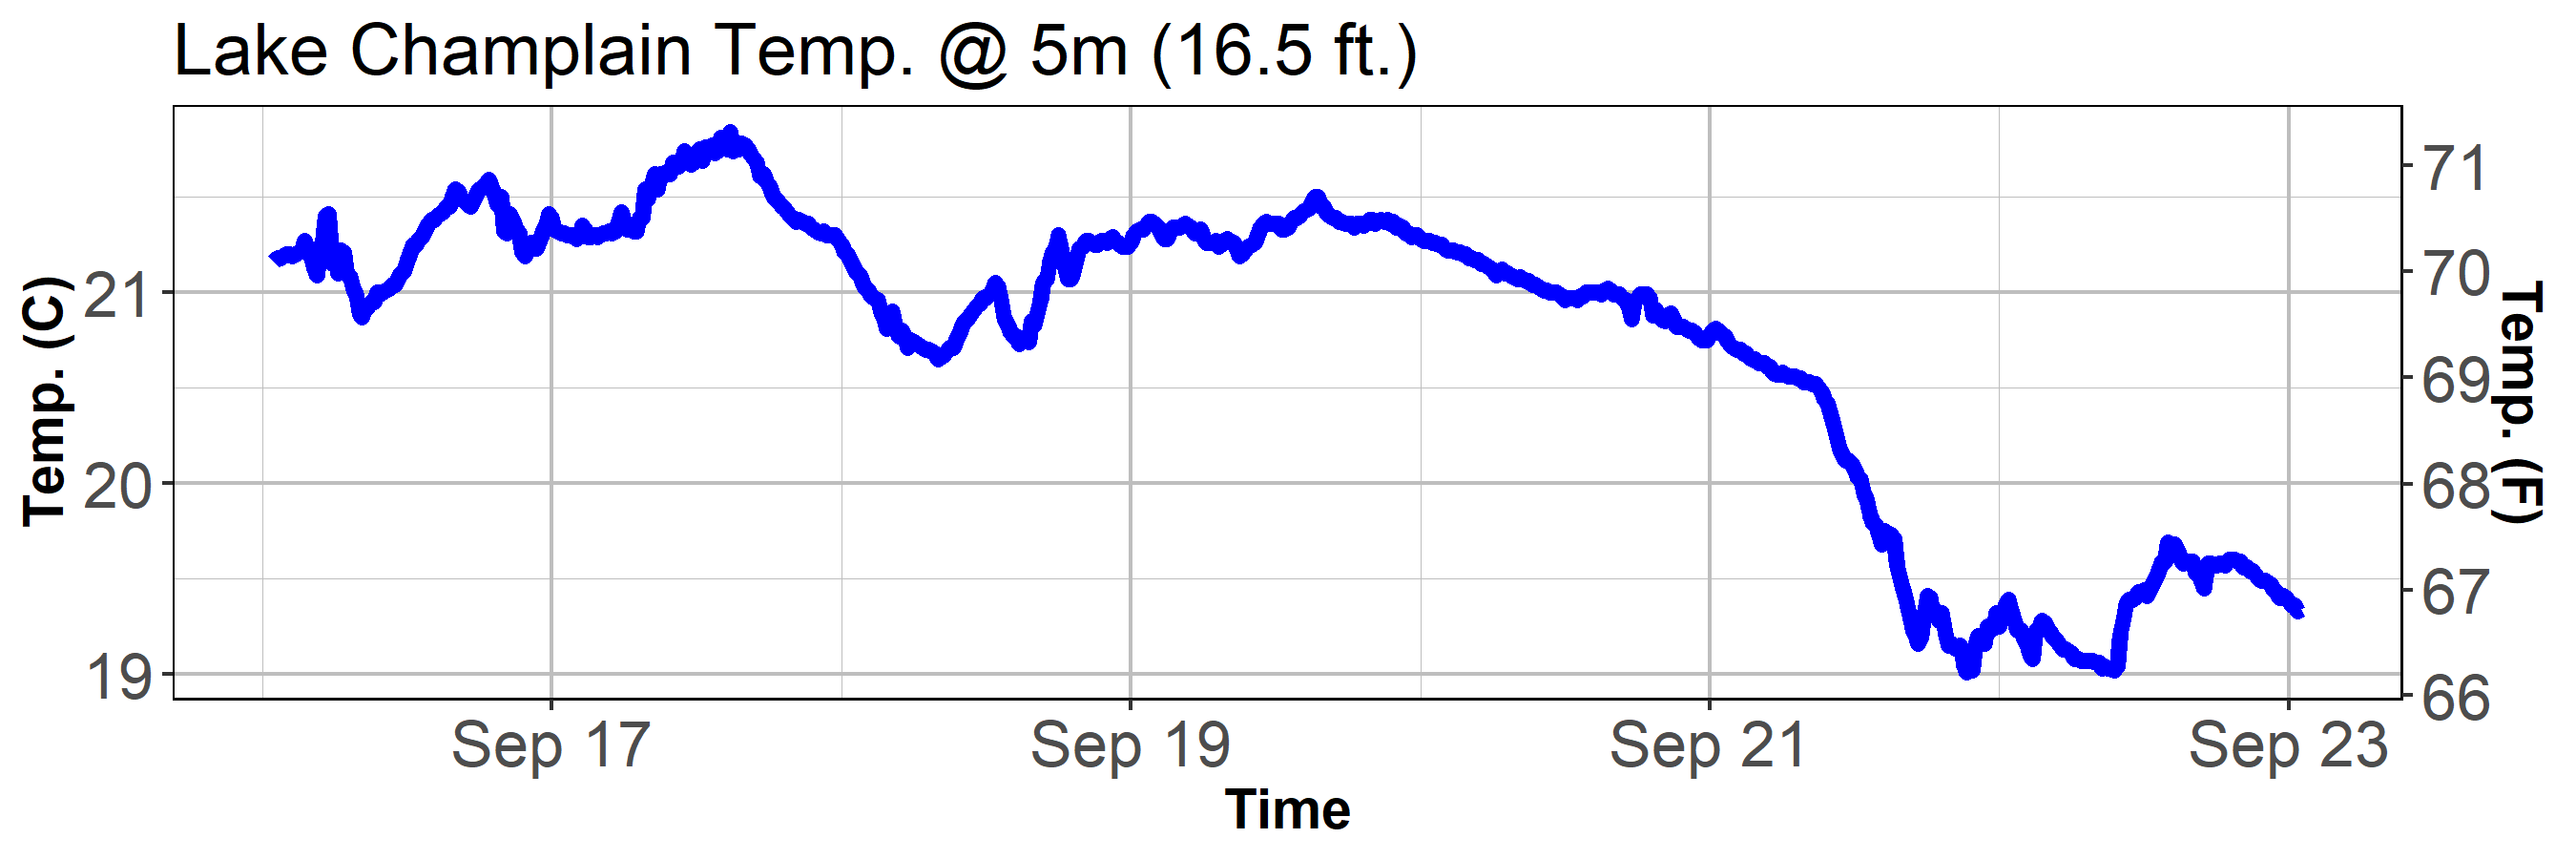 Lake Champlain Temp. @ 5m (16.5 ft.)
Temp. (C)
21
20
19
71
70
69
68
67
66
Temp. (F)
Sep 17 Sep 19 Sep 21 Sep 23
Time